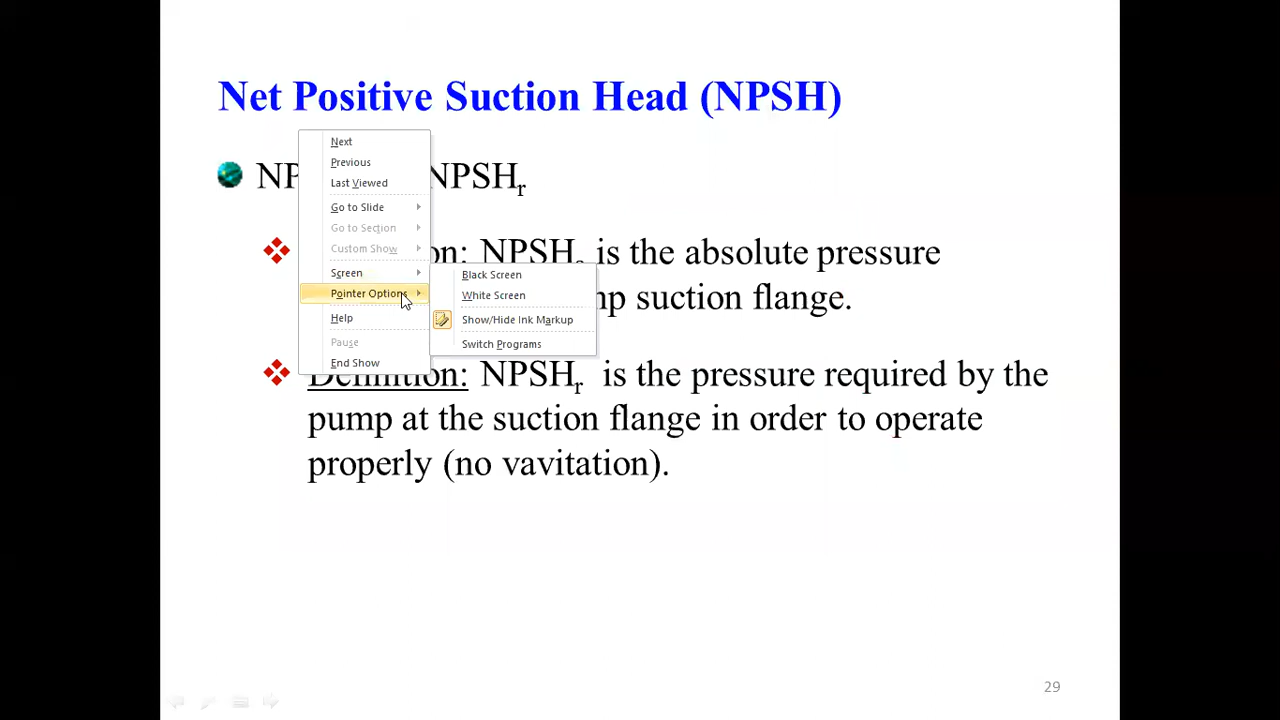 Net Positive Suction Head (NPSH)
NPSHr
Next
Previous
Last Viewed
Go to Slide
Go to Section
Custom Show
Screen
Pointer Options
Help
Pause
End Show
Black Screen
White Screen
Show/Hide Ink Markup
Switch Programs
: NPSH is the absolute pressure
suction flange.
Definition: NPSHr is the pressure required by the
pump at the suction flange in order to operate
properly (no vavitation).
29